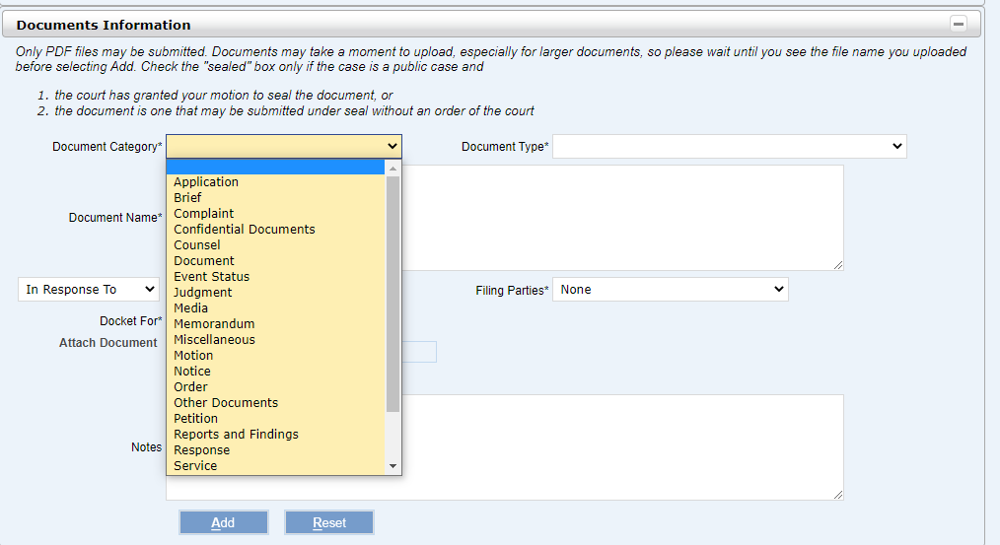 Documents Information
Only PDF files may be submitted. Documents may take a moment to upload, especially for larger documents, so please wait until you see the file name you uploaded
before selecting Add. Check the "sealed" box only if the case is a public case and
1. the court has granted your motion to seal the document, or
2. the document is one that may be submitted under seal without an order of the court
Document Category*
Document Type*
Application
Brief
Complaint
Confidential Documents
Counsel
Document
Event Status
Judgment
Media
Memorandum
Miscellaneous
Motion
Notice
Order
Other Documents
Petition
Reports and Findings
Response
Service
Document Name*
In Response To
Filing Parties* None
Docket For*
Attach Document
Notes
Add Reset